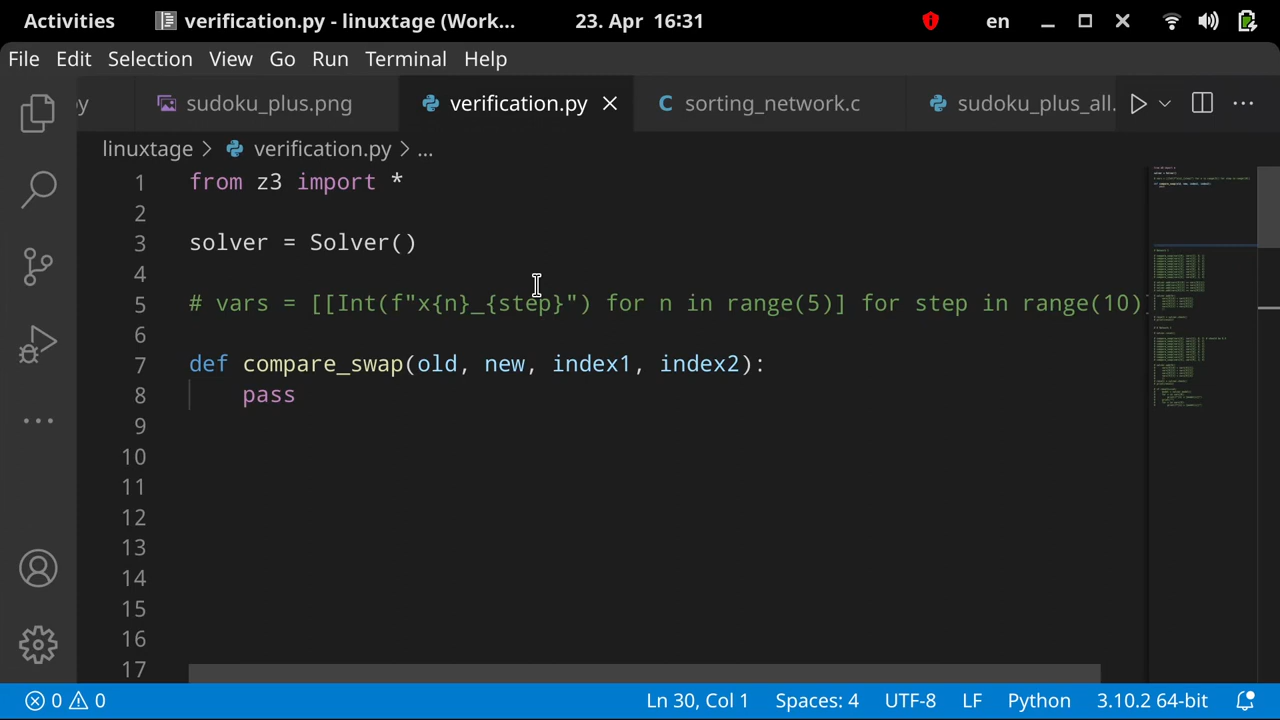 Activities verification.py - linuxtage (Work... 23. Apr 16:31 en
File Edit Selection View Go Run Terminal Help
py sudoku_plus.png verification.py sorting_network.c sudoku_plus_all.
linuxtage > verification.py > ...
1 from z3 import *
2
3 solver = Solver()
4
5 # vars = [[Int(f"x{n}_{step}") for n in range(5)] for step in range(10)]
6
7 def compare_swap(old, new, index1, index2):
8 pass
9
10
11
12
13
14
15
16
17
0 0 Ln 30, Col 1 Spaces: 4 UTF-8 LF Python 3.10.2 64-bit